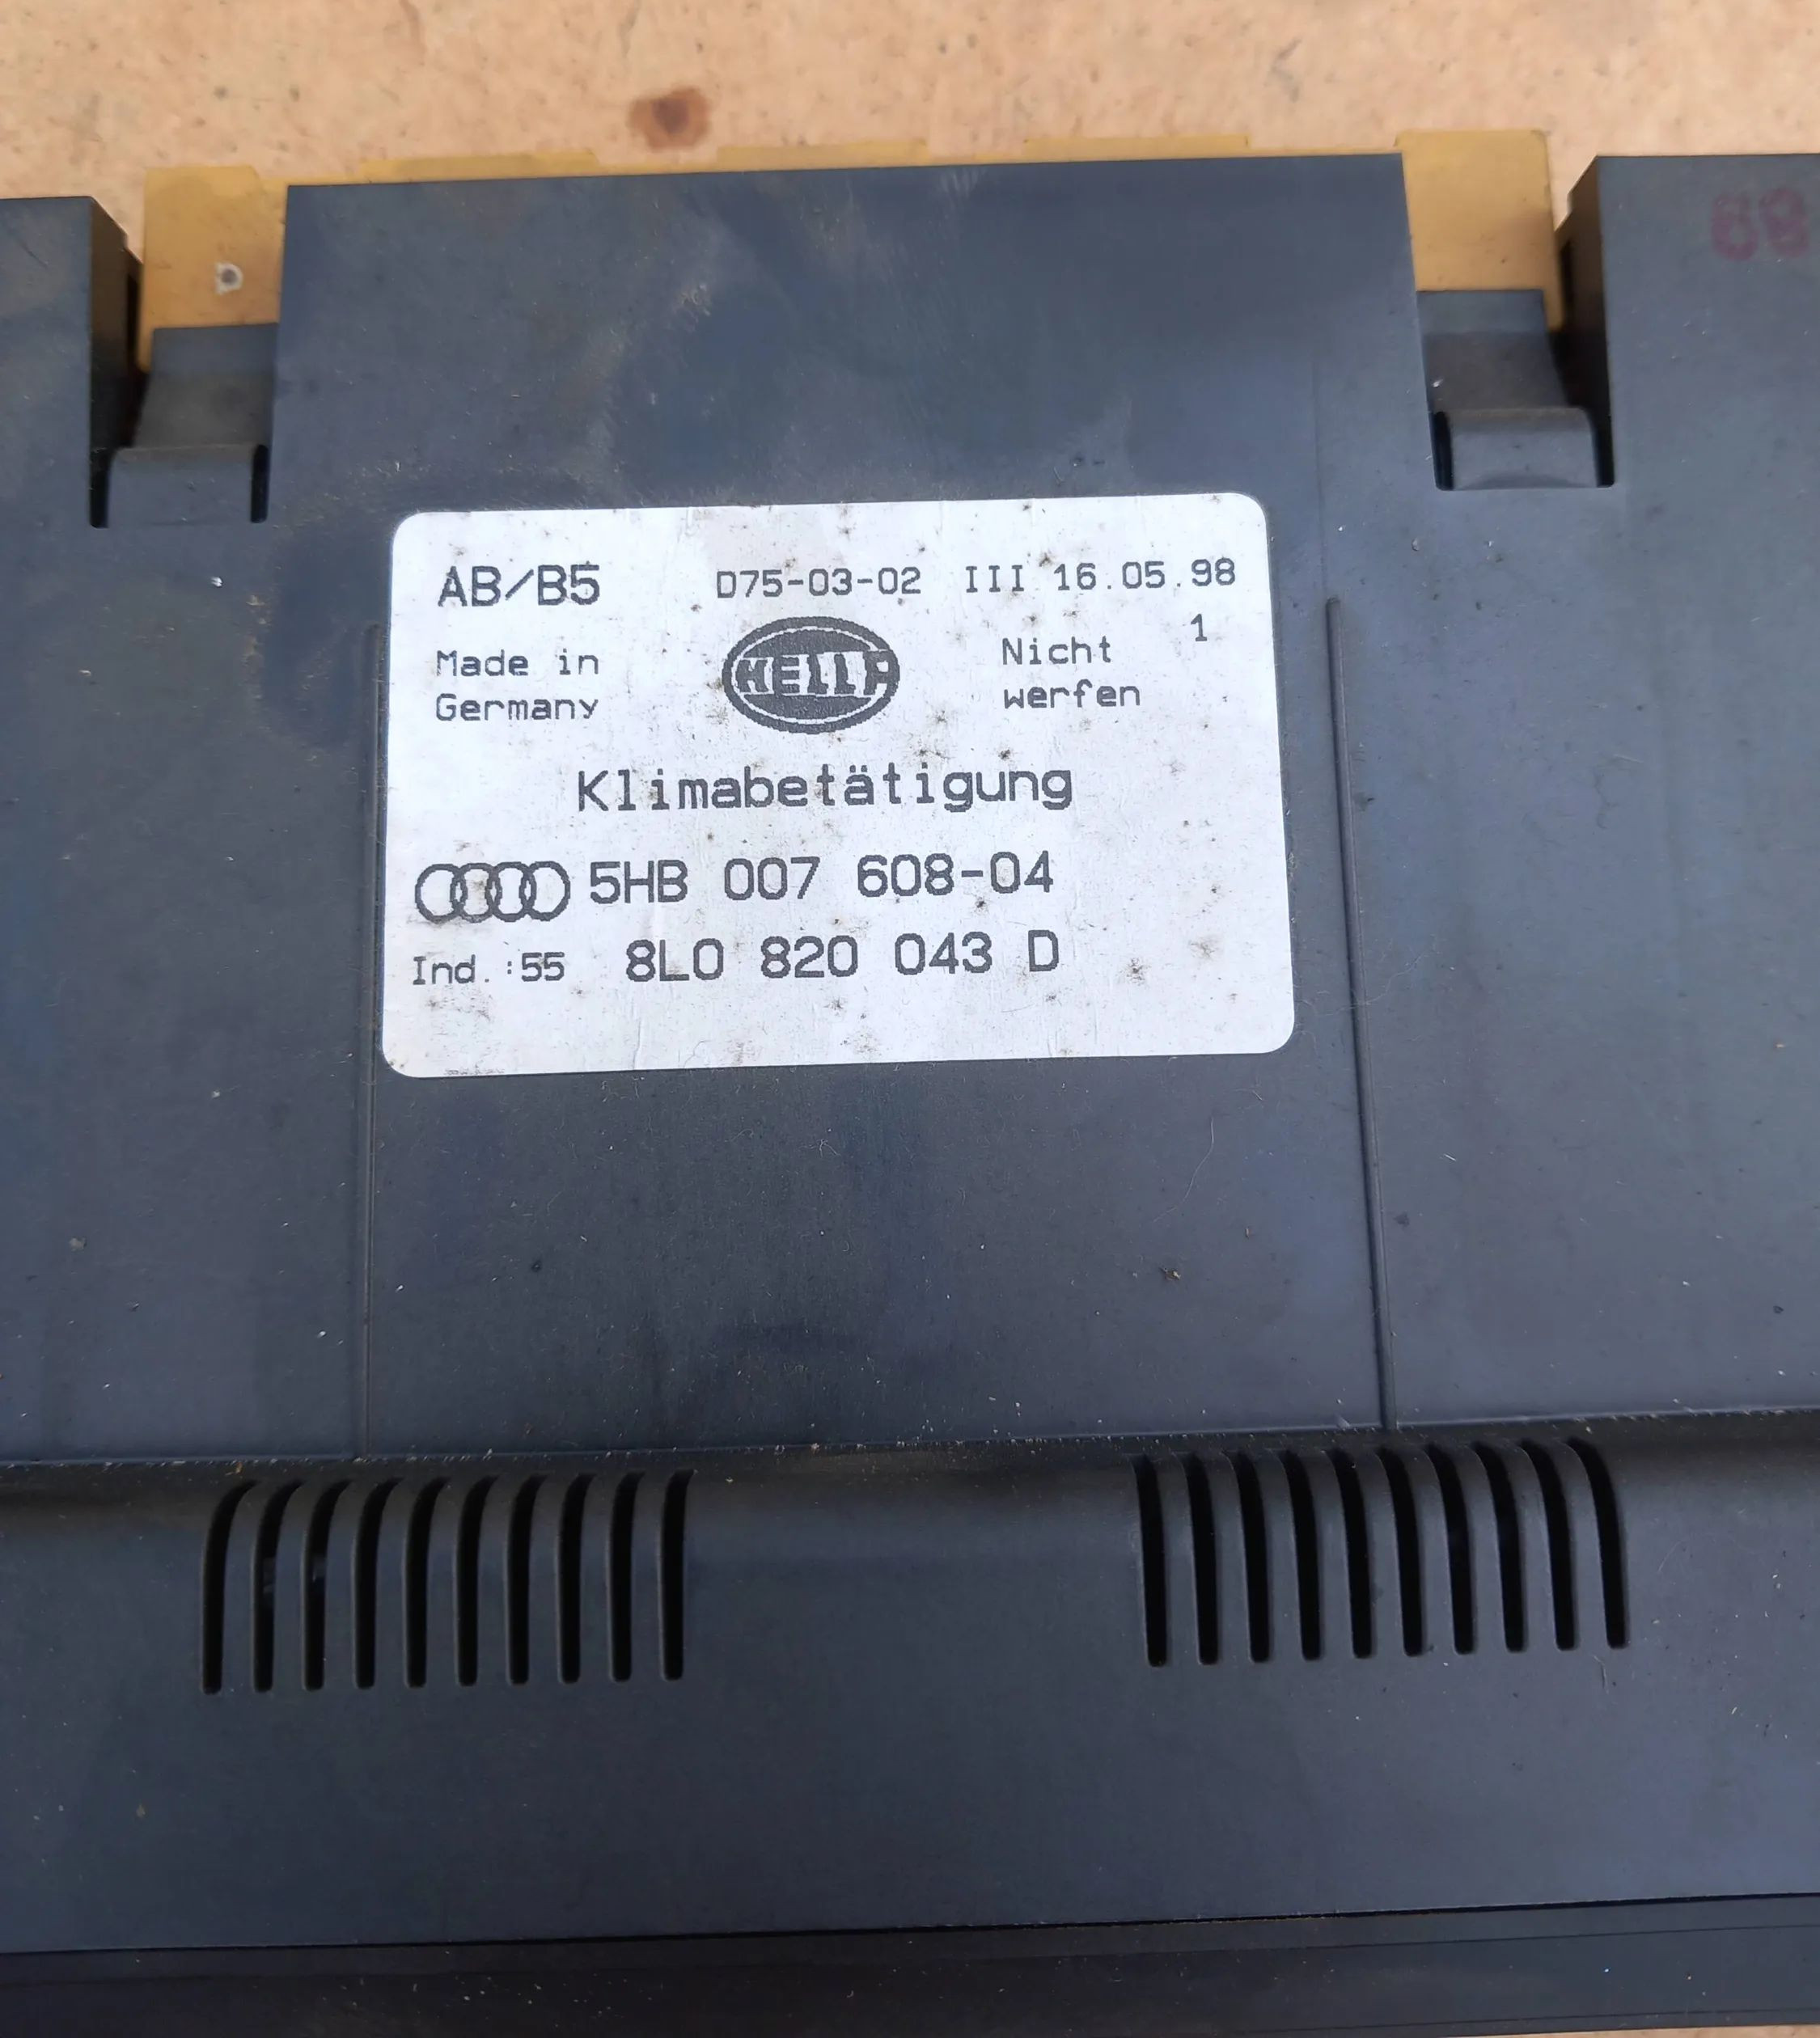 88
AB/B5 D75-03-02 III 16.05.98
1
Made in Germany
HELLA
Nicht werfen
Klimabetätigung
5HB 007 608-04
Ind.:55 8L0 820 043 D